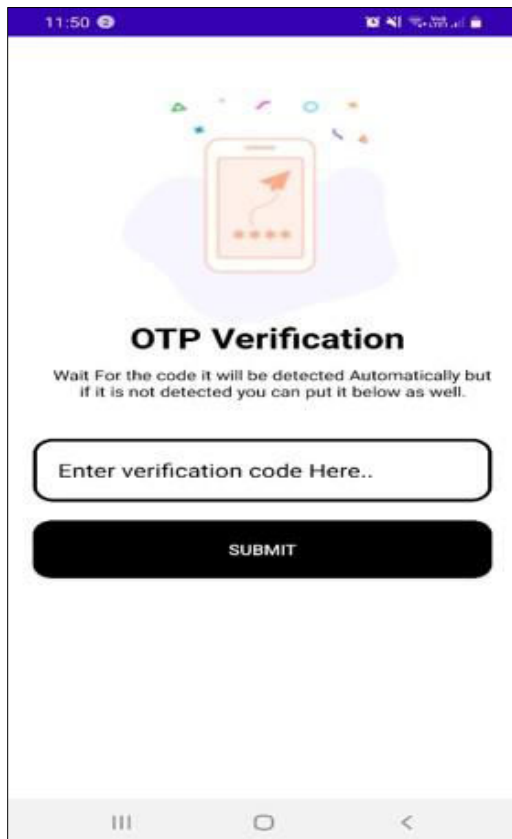 11:50 2
OTP Verification
Wait For the code it will be detected Automatically but
if it is not detected you can put it below as well.
Enter verification code Here..
SUBMIT